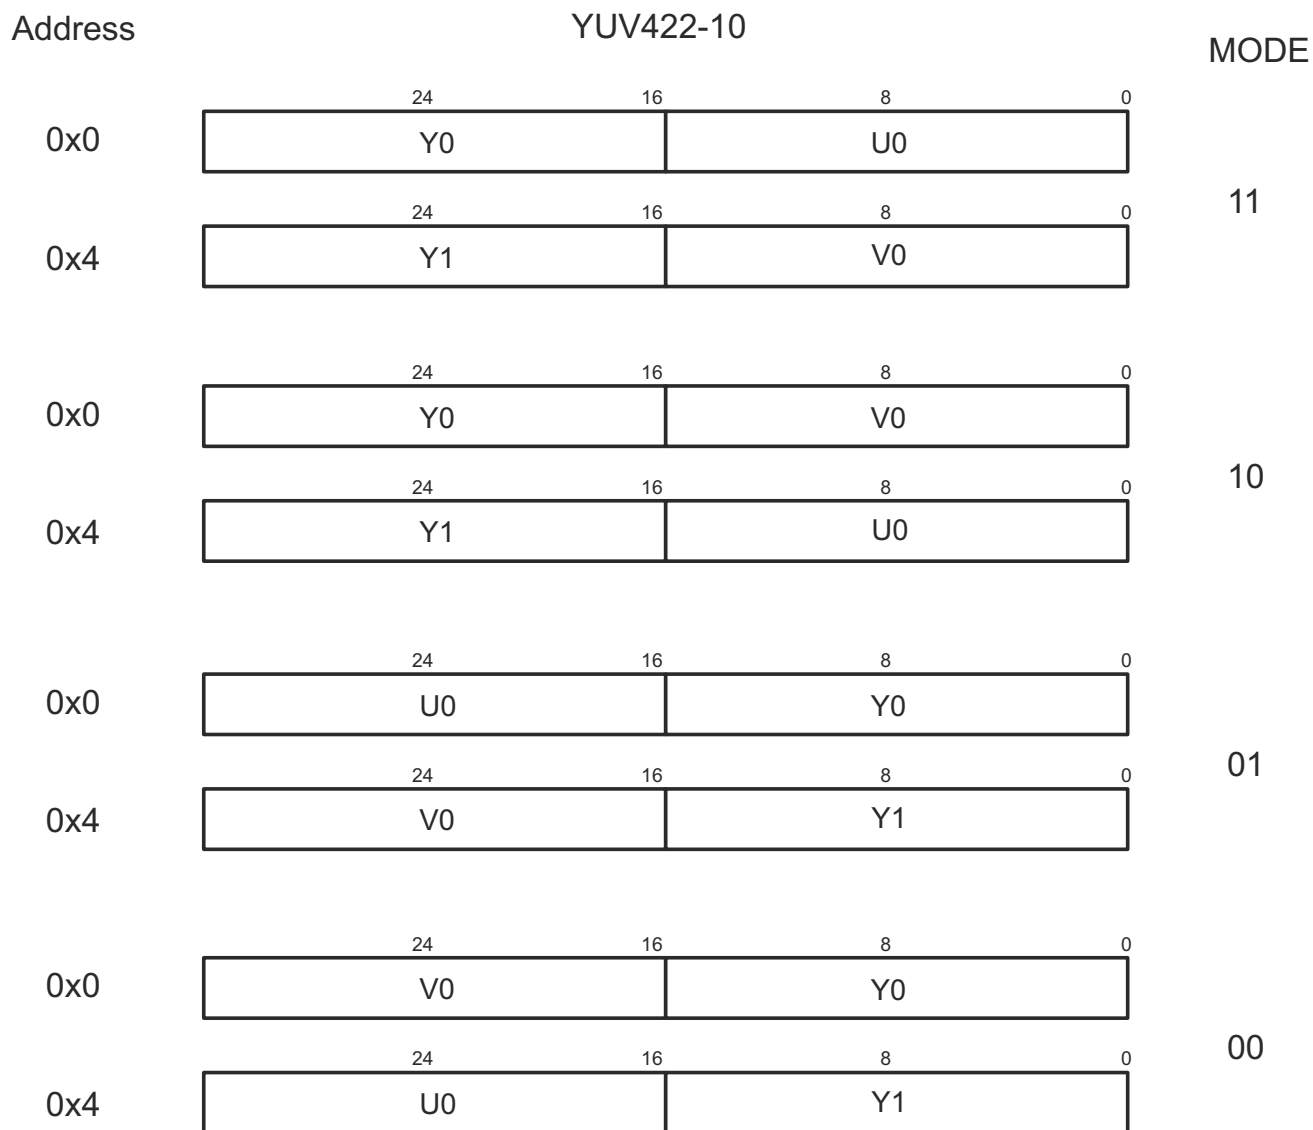 Address YUV422-10 MODE
24 16 8 0
0x0 Y0 U0
11
24 16 8 0
0x4 Y1 V0
24 16 8 0
0x0 Y0 V0
10
24 16 8 0
0x4 Y1 U0
24 16 8 0
0x0 U0 Y0
01
24 16 8 0
0x4 V0 Y1
24 16 8 0
0x0 V0 Y0
00
24 16 8 0
0x4 U0 Y1